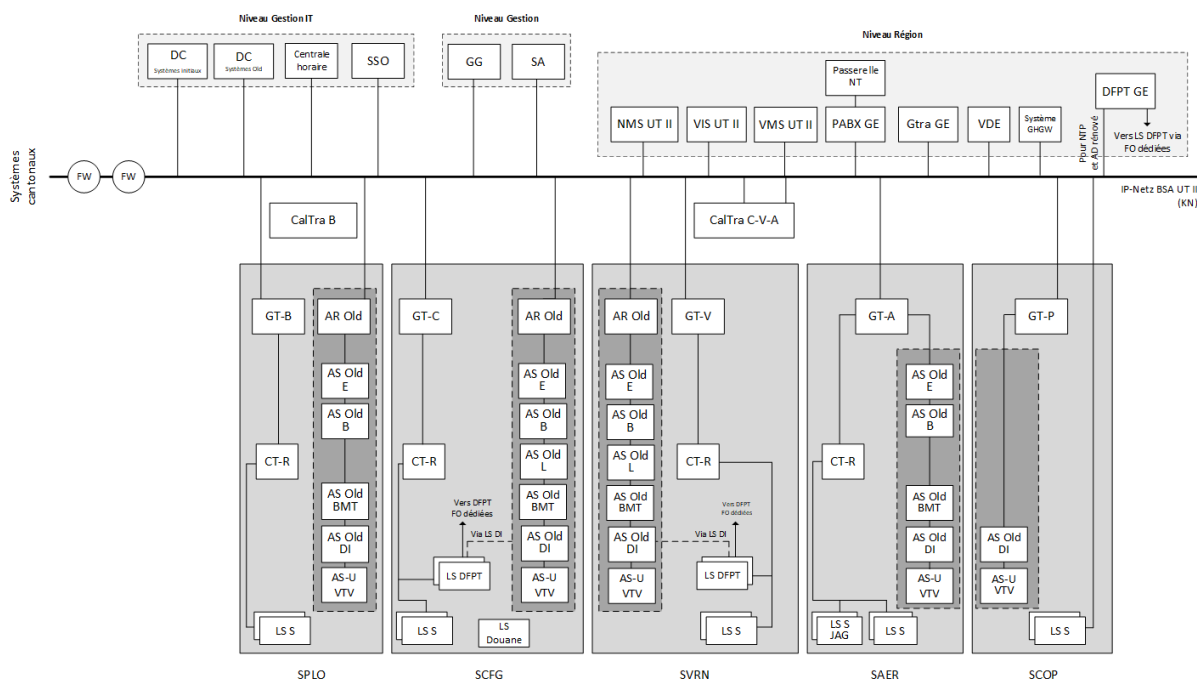 Niveau Gestion IT
Niveau Gestion
Niveau Région
DC
Systèmes Initiaux
DC
Systèmes Old
Centrale
horaire
SSO
GG
SA
Passerelle
NT
NMS UT II
VIS UT II
VMS UT II
PABX GE
Gtra GE
VDE
Système
GHGW
DFPT GE
Pour NTP
et AD rénové
Vers LS DFPT via
FO dédiées
Systèmes
cantonaux
FW
FW
IP-Netz BSA UT II
(KN)
CalTra B
CalTra C-V-A
GT-B
AR Old
AS Old
E
AS Old
B
CT-R
AS Old
BMT
AS Old
DI
AS-U
VTV
LS S
SPLO
GT-C
AR Old
AS Old
E
AS Old
B
CT-R
AS Old
L
AS Old
BMT
Vers DFPT
FO dédiées
Via LS DI
AS Old
DI
LS DFPT
AS-U
VTV
LS S
LS
Douane
SCFG
AR Old
GT-V
AS Old
E
AS Old
B
AS Old
L
CT-R
AS Old
BMT
Vers DFPT
FO dédiées
Via LS DI
AS Old
DI
LS DFPT
AS-U
VTV
LS S
SVRN
GT-A
AS Old
E
AS Old
B
CT-R
AS Old
BMT
AS Old
DI
AS-U
VTV
LS S
JAG
LS S
SAER
GT-P
AS Old
DI
AS-U
VTV
LS S
SCOP